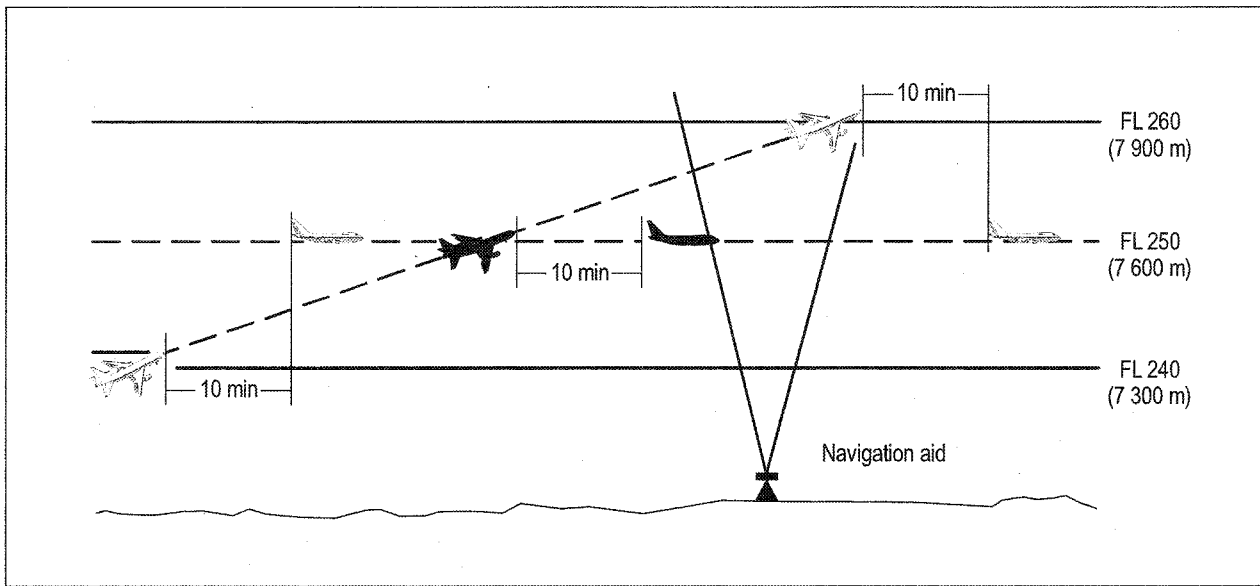 10 min
FL 260
(7 900 m)
10 min
FL 250
(7 600 m)
10 min
FL 240
(7 300 m)
Navigation aid